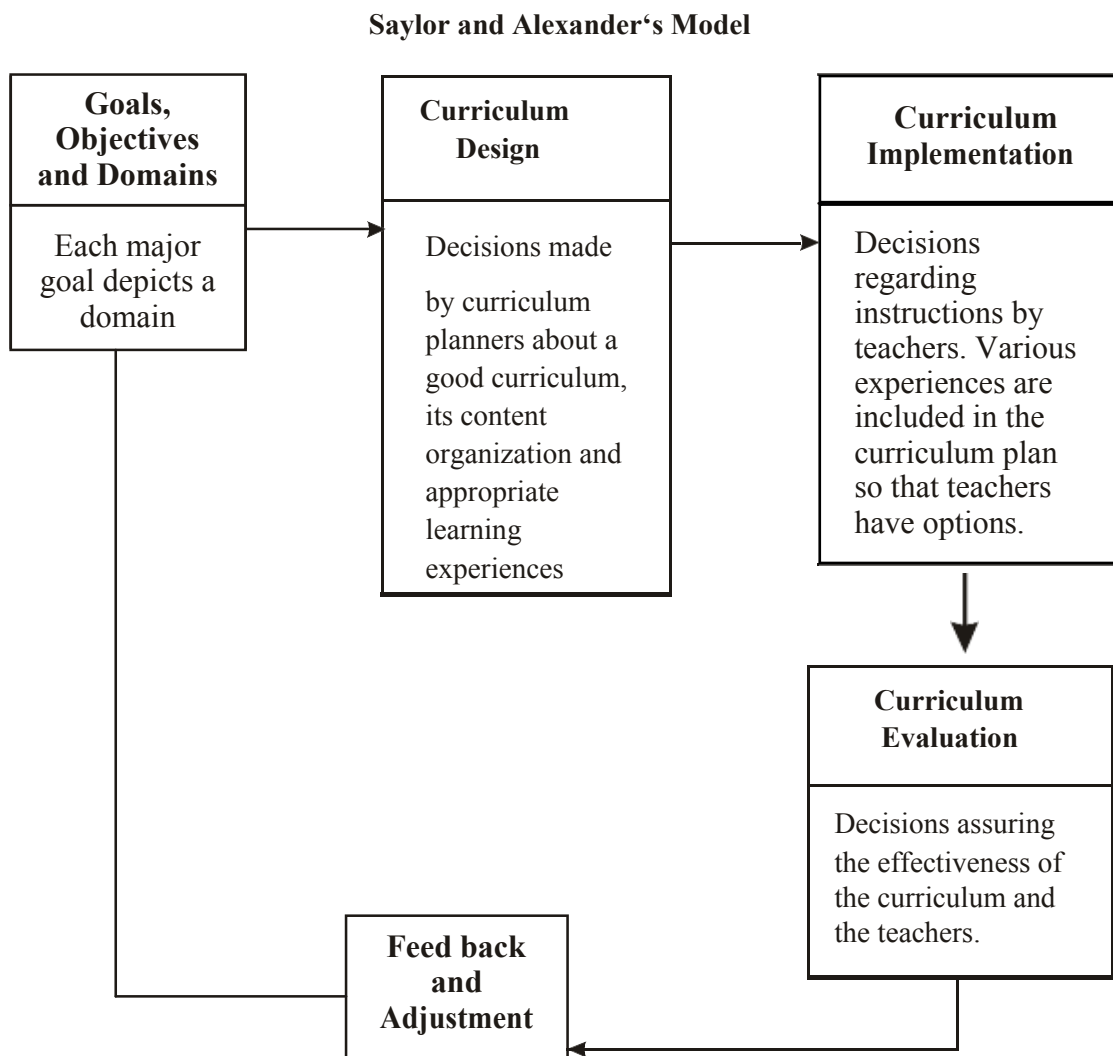 Saylor and Alexander‘s Model
Goals,
Objectives
and Domains
Each major
goal depicts a
domain
Curriculum
Design
Decisions made
by curriculum
planners about a
good curriculum,
its content
organization and
appropriate
learning
experiences
Curriculum
Implementation
Decisions
regarding
instructions by
teachers. Various
experiences are
included in the
curriculum plan
so that teachers
have options.
Curriculum
Evaluation
Decisions assuring
the effectiveness of
the curriculum and
the teachers.
Feed back
and
Adjustment